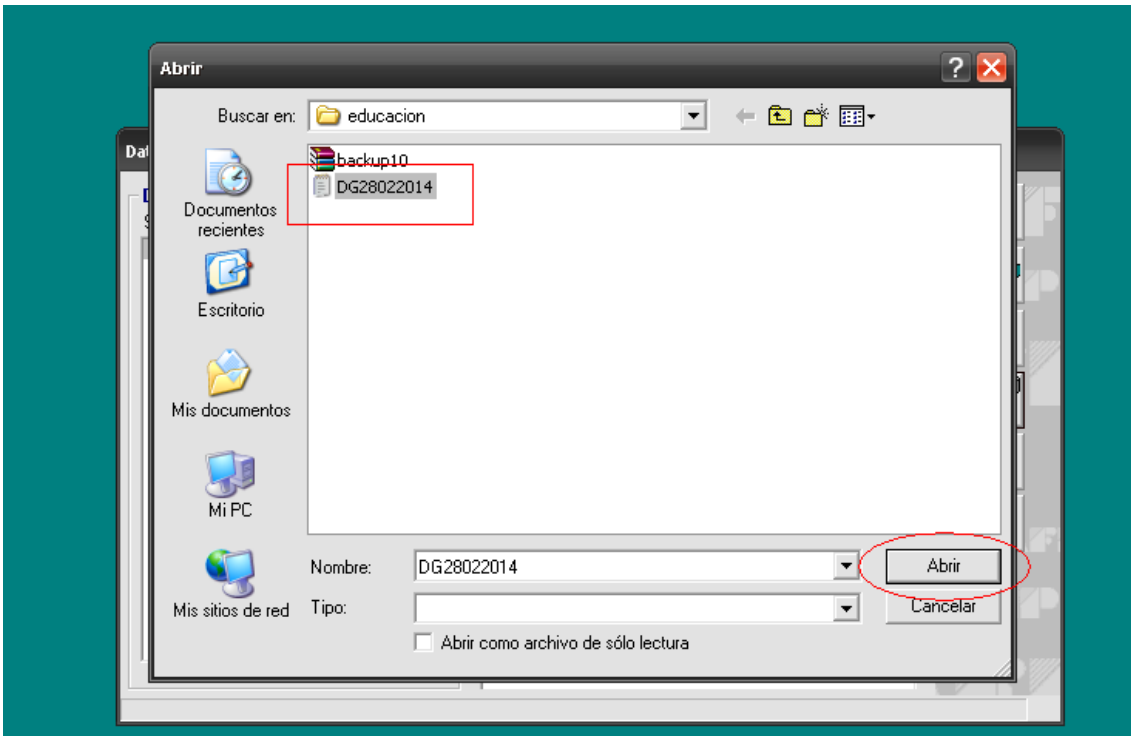 Abrir
Buscar en: educacion
Dat
backup10
DG28022014
Documentos
recientes
Escritorio
Mis documentos
Mi PC
Mis sitios de red
Nombre: DG28022014 Abrir
Tipo: Cancelar
Abrir como archivo de sólo lectura